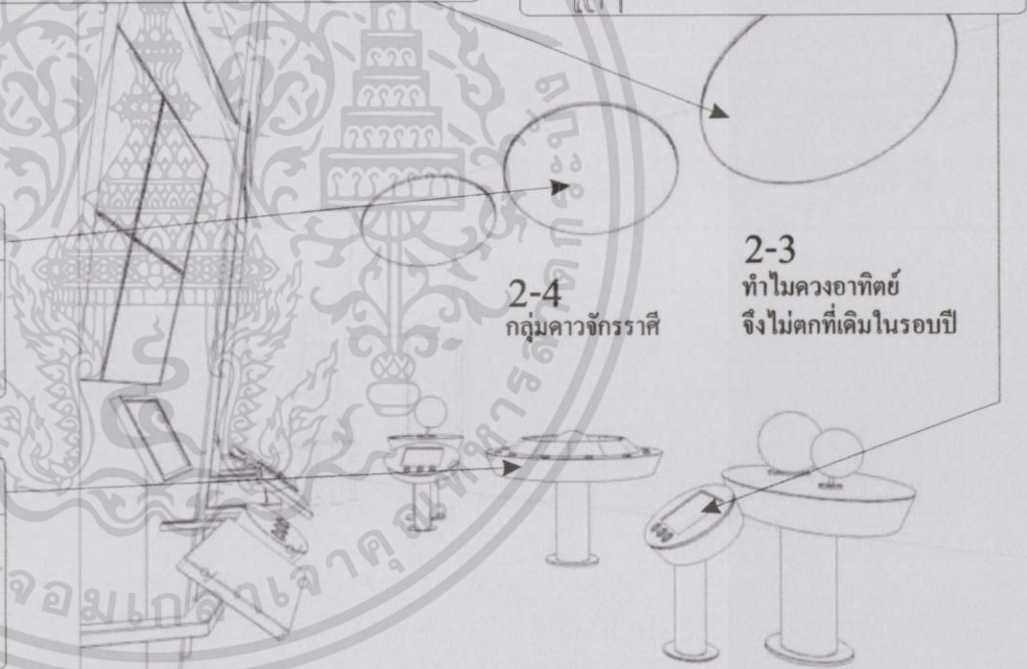 2-3
ทำไมดวงอาทิตย์
จึงไม่ตกที่เดิมในรอบปี
2-4
กลุ่มดาวจักรราศี